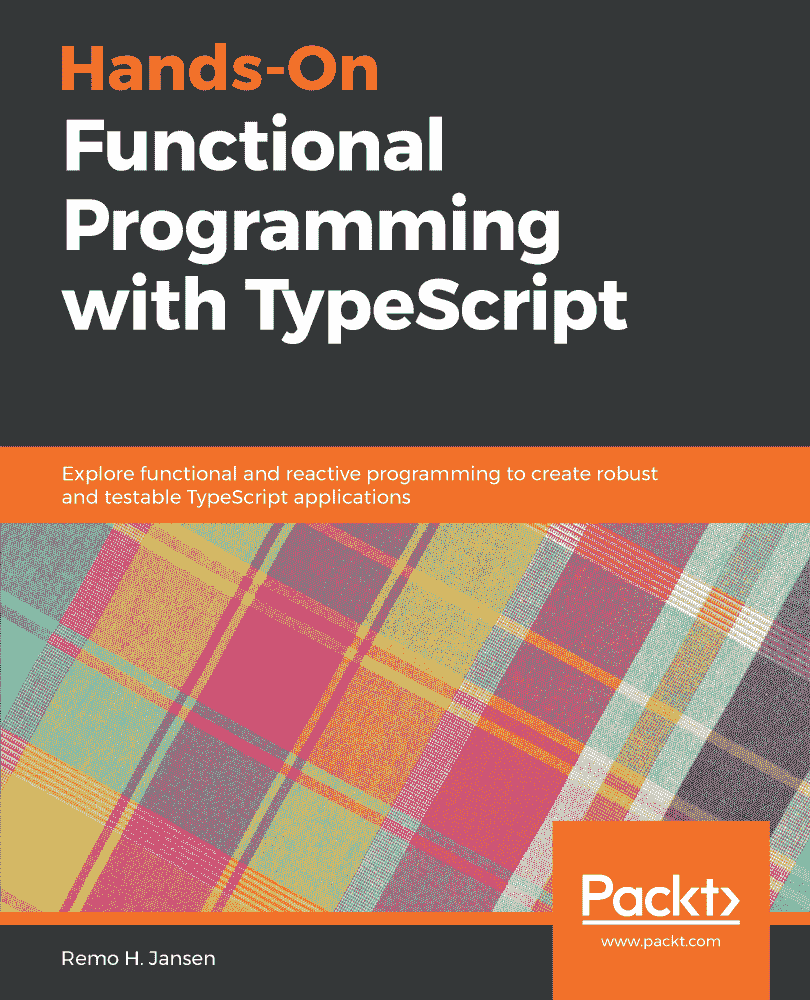 Hands-On
Functional
Programming
with TypeScript
Explore functional and reactive programming to create robust
and testable TypeScript applications
Packt>
www.packt.com
Remo H. Jansen